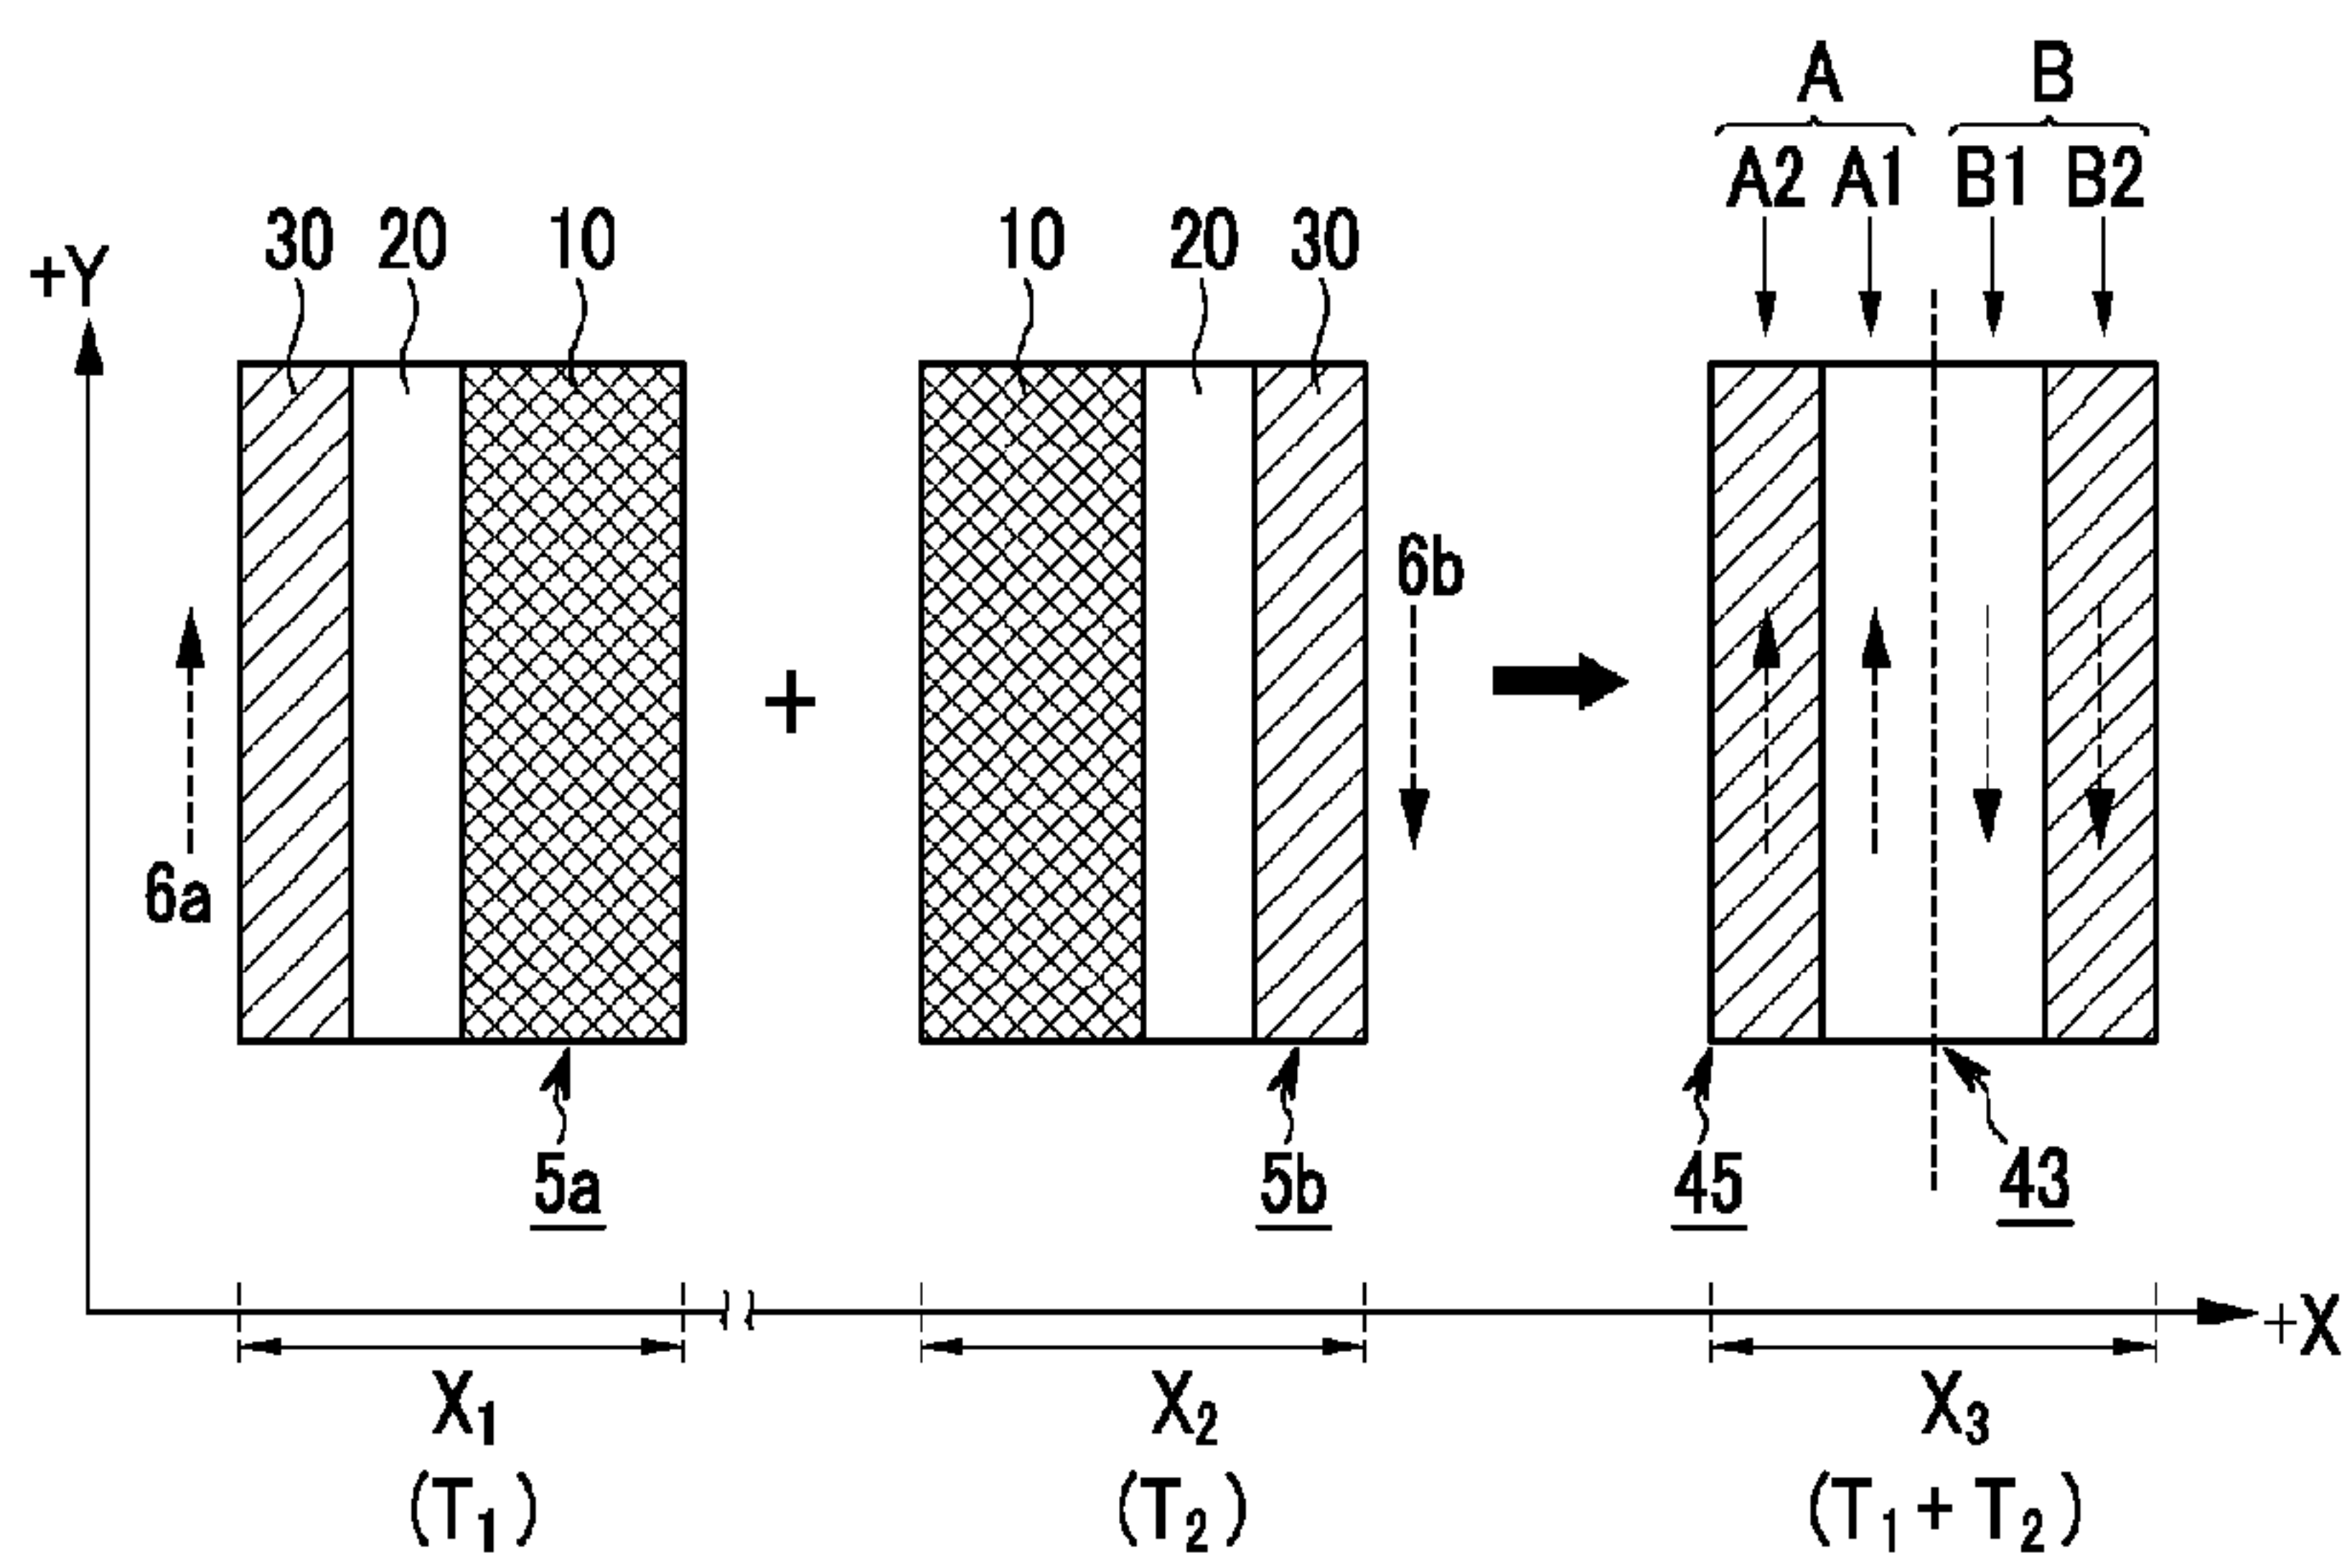 A B
A2 A1 B1 B2
30 20 10 10 20 30
+Y
6b
+
6a
5a 5b 45 43
+X
X₁ X₂ X₃
(T₁) (T₂) (T₁+T₂)